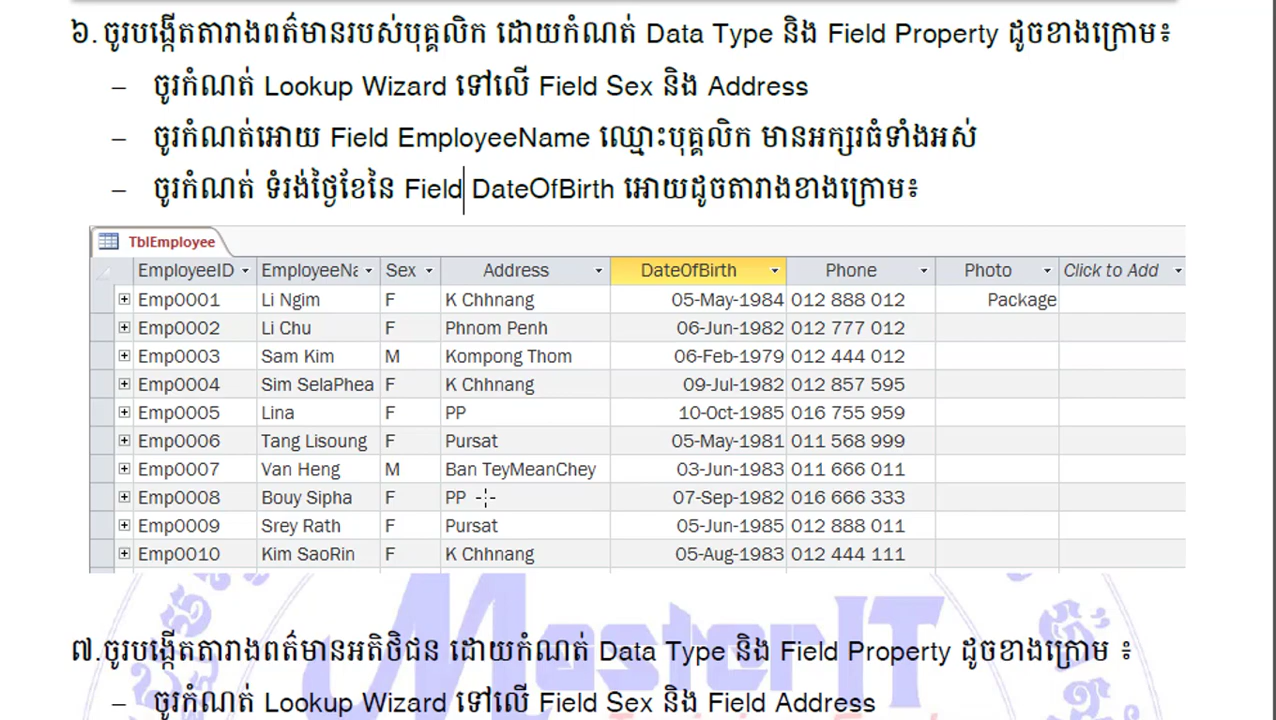 ៦. ចូរបង្កើតតារាងពត៌មានរបស់បុគ្គលិក ដោយកំណត់ Data Type និង Field Property ដូចខាងក្រោម៖
– ចូរកំណត់ Lookup Wizard ទៅលើ Field Sex និង Address
– ចូរកំណត់អោយ Field EmployeeName ឈ្មោះបុគ្គលិក មានអក្សរធំទាំងអស់
– ចូរកំណត់ ទំរង់ថ្ងៃខែនៃ Field DateOfBirth អោយដូចតារាងខាងក្រោម៖
TblEmployee
EmployeeID EmployeeNa Sex Address DateOfBirth Phone Photo Click to Add
Emp0001 Li Ngim F K Chhnang 05-May-1984 012 888 012 Package
Emp0002 Li Chu F Phnom Penh 06-Jun-1982 012 777 012
Emp0003 Sam Kim M Kompong Thom 06-Feb-1979 012 444 012
Emp0004 Sim SelaPhea F K Chhnang 09-Jul-1982 012 857 595
Emp0005 Lina F PP 10-Oct-1985 016 755 959
Emp0006 Tang Lisoung F Pursat 05-May-1981 011 568 999
Emp0007 Van Heng M Ban TeyMeanChey 03-Jun-1983 011 666 011
Emp0008 Bouy Sipha F PP 07-Sep-1982 016 666 333
Emp0009 Srey Rath F Pursat 05-Jun-1985 012 888 011
Emp0010 Kim SaoRin F K Chhnang 05-Aug-1983 012 444 111
MasterIT
៧. ចូរបង្កើតតារាងពត៌មានអតិថិជន ដោយកំណត់ Data Type និង Field Property ដូចខាងក្រោម ៖
– ចូរកំណត់ Lookup Wizard ទៅលើ Field Sex និង Field Address